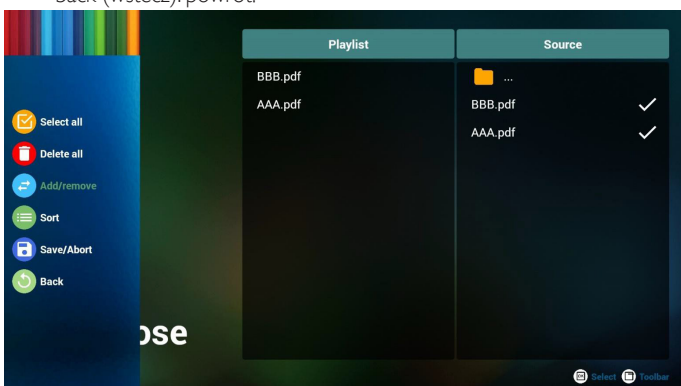 Back (wstecz): powrót.
Playlist
Source
BBB.pdf
AAA.pdf
...
BBB.pdf
AAA.pdf
Select all
Delete all
Add/remove
Sort
Save/Abort
Back
ose
Select
Toolbar